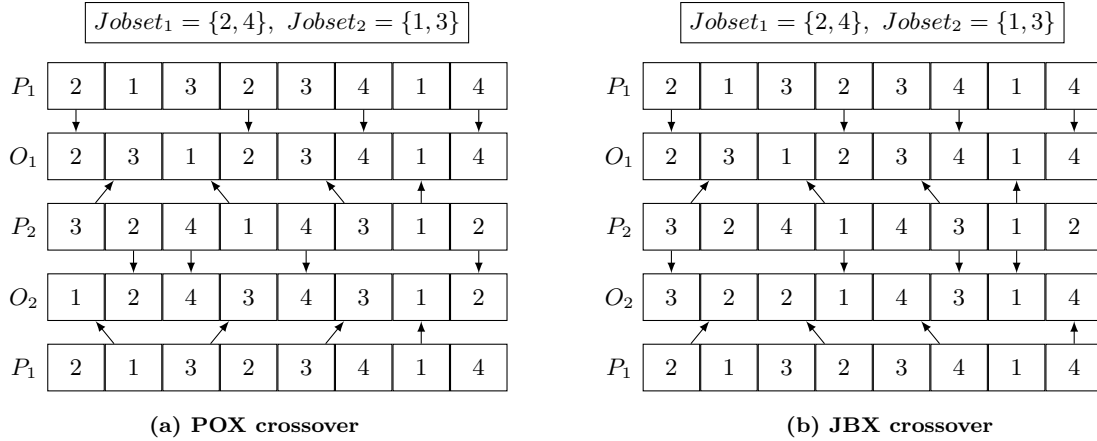 Jobset₁ = {2, 4}, Jobset₂ = {1, 3}
P₁ 2 1 3 2 3 4 1 4
O₁ 2 3 1 2 3 4 1 4
P₂ 3 2 4 1 4 3 1 2
O₂ 1 2 4 3 4 3 1 2
P₁ 2 1 3 2 3 4 1 4
(a) POX crossover
Jobset₁ = {2, 4}, Jobset₂ = {1, 3}
P₁ 2 1 3 2 3 4 1 4
O₁ 2 3 1 2 3 4 1 4
P₂ 3 2 4 1 4 3 1 2
O₂ 3 2 2 1 4 3 1 4
P₁ 2 1 3 2 3 4 1 4
(b) JBX crossover